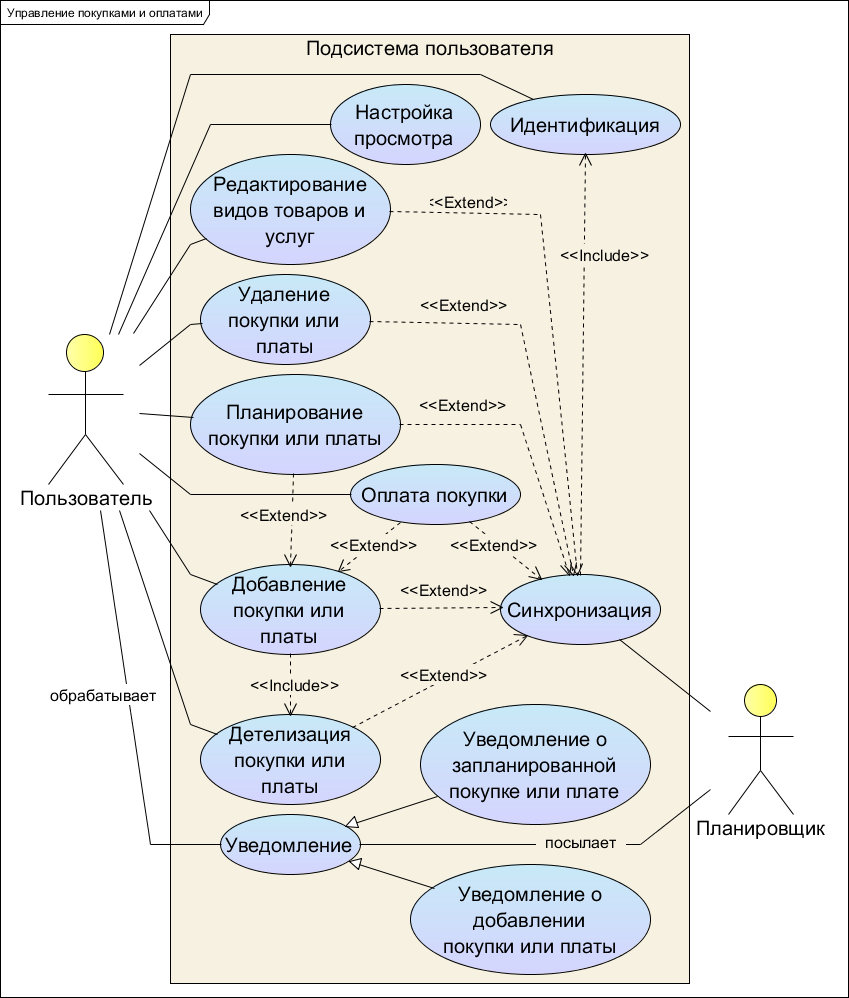 Управление покупками и оплатами
Подсистема пользователя
Настройка
просмотра
Идентификация
Редактирование
видов товаров и
услуг
<<Extend>>
<<Include>>
Удаление
покупки или
платы
<<Extend>>
Планирование
покупки или платы
<<Extend>>
Пользователь
Оплата покупки
<<Extend>>
<<Extend>>
<<Extend>>
Добавление
покупки или
платы
<<Extend>>
Синхронизация
<<Include>>
<<Extend>>
обрабатывает
Детелизация
покупки или
платы
Уведомление о
запланированной
покупке или плате
Планировщик
Уведомление
посылает
Уведомление о
добавлении
покупки или платы